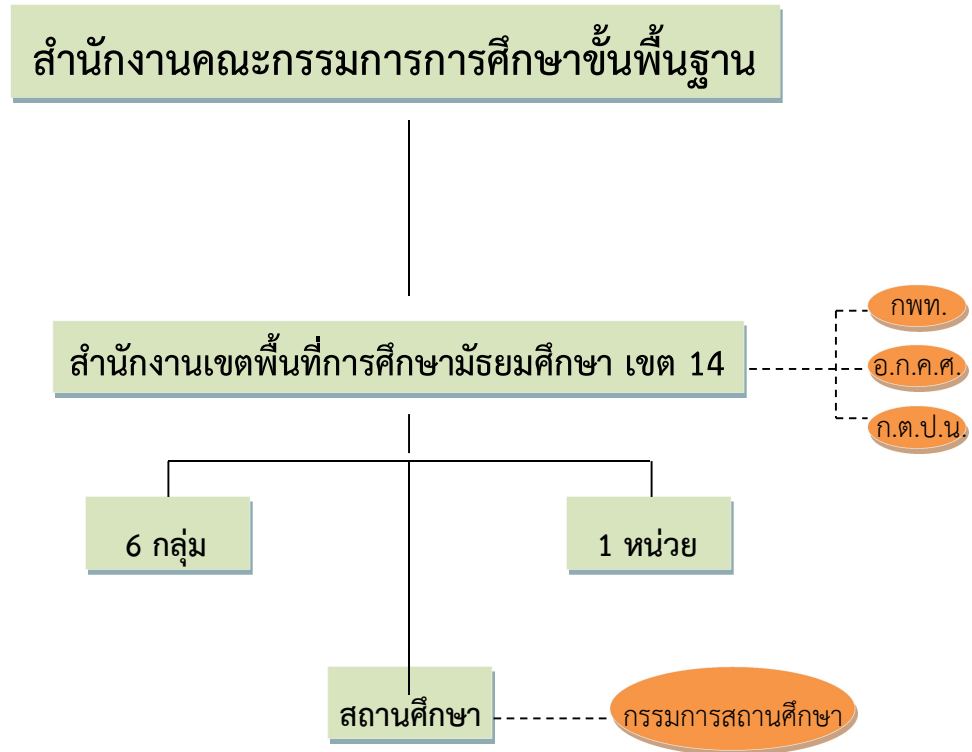 สำนักงานคณะกรรมการการศึกษาขั้นพื้นฐาน
กพท.
สำนักงานเขตพื้นที่การศึกษามัธยมศึกษา เขต 14
อ.ก.ค.ศ.
ก.ต.ป.น.
6 กลุ่ม
1 หน่วย
สถานศึกษา
กรรมการสถานศึกษา